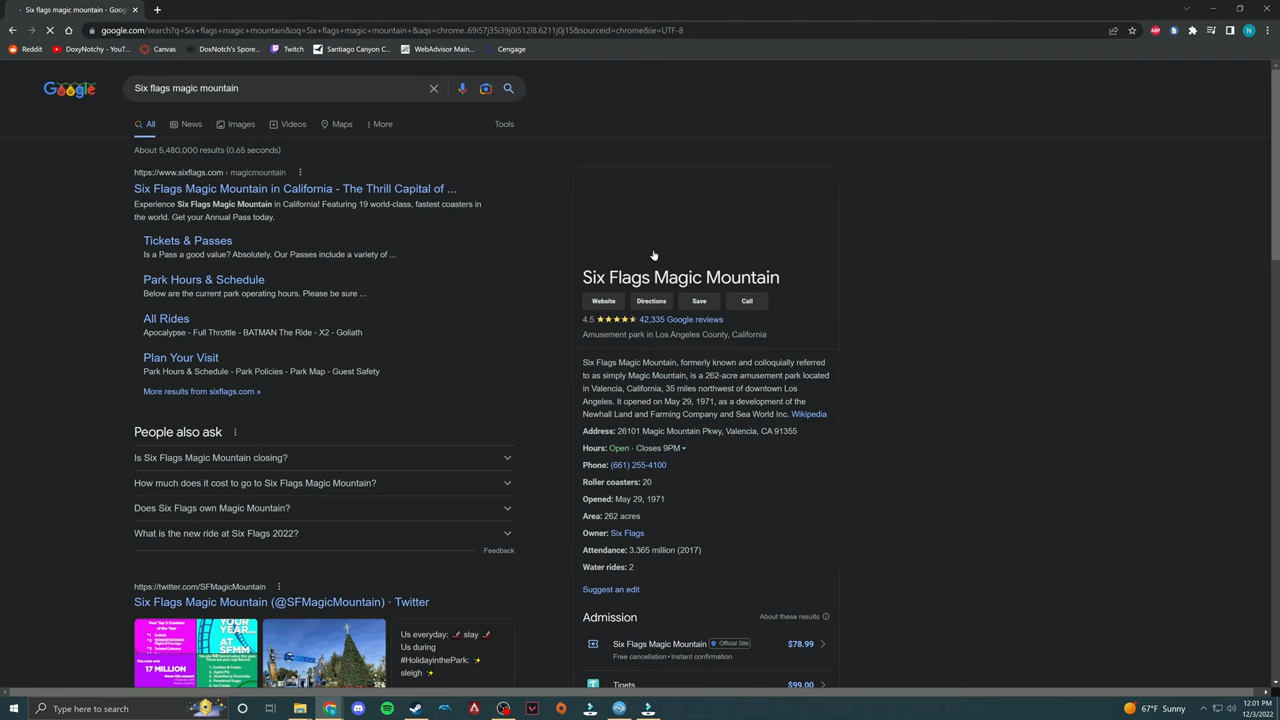 Six flags magic mountain - Goog
google.com/search?q=Six+flags+magic+mountain+&oq=Six+flags+magic+mountain+&aqs=chrome..69i57j35i39j0i512l8.6211j0j15&sourceid=chrome&ie=UTF-8
Reddit DoxyNotchy - YouT... Canvas DoxNotch's Spore... Twitch Santiago Canyon C... WebAdvisor Main... Cengage
Google Six flags magic mountain
All News Images Videos Maps More Tools
About 5,480,000 results (0.65 seconds)
https://www.sixflags.com › magicmountain
Six Flags Magic Mountain in California - The Thrill Capital of ...
Experience Six Flags Magic Mountain in California! Featuring 19 world-class, fastest coasters in
the world. Get your Annual Pass today.
Tickets & Passes
Is a Pass a good value? Absolutely. Our Passes include a variety of ...
Park Hours & Schedule
Below are the current park operating hours. Please be sure ...
All Rides
Apocalypse - Full Throttle - BATMAN The Ride - X2 - Goliath
Plan Your Visit
Park Hours & Schedule - Park Policies - Park Map - Guest Safety
More results from sixflags.com »
People also ask
Is Six Flags Magic Mountain closing?
How much does it cost to go to Six Flags Magic Mountain?
Does Six Flags own Magic Mountain?
What is the new ride at Six Flags 2022?
Feedback
https://twitter.com/SFMagicMountain
Six Flags Magic Mountain (@SFMagicMountain) · Twitter
17 MILLION
YEAR...
AT SFMM
Us everyday: slay
Us during
#HolidayinthePark:
sleigh
Six Flags Magic Mountain
Website Directions Save Call
4.5 42,335 Google reviews
Amusement park in Los Angeles County, California
Six Flags Magic Mountain, formerly known and colloquially referred
to as simply Magic Mountain, is a 262-acre amusement park located
in Valencia, California, 35 miles northwest of downtown Los
Angeles. It opened on May 29, 1971, as a development of the
Newhall Land and Farming Company and Sea World Inc. Wikipedia
Address: 26101 Magic Mountain Pkwy, Valencia, CA 91355
Hours: Open · Closes 9PM
Phone: (661) 255-4100
Roller coasters: 20
Opened: May 29, 1971
Area: 262 acres
Owner: Six Flags
Attendance: 3.365 million (2017)
Water rides: 2
Suggest an edit
Admission About these results
Six Flags Magic Mountain Official Site $78.99
Free cancellation · Instant confirmation
Tiqets $99.00
Type here to search
67°F Sunny
12:01 PM
12/3/2022